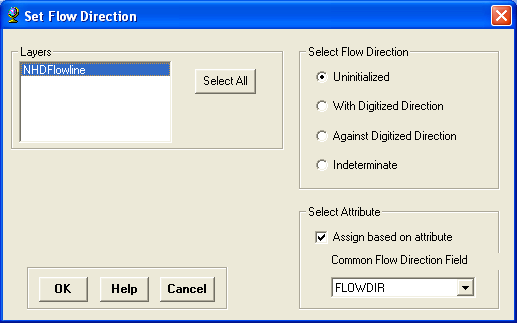 Set Flow Direction
Layers
NHDFlowline
Select All
Select Flow Direction
Uninitialized
With Digitized Direction
Against Digitized Direction
Indeterminate
Select Attribute
Assign based on attribute
Common Flow Direction Field
FLOWDIR
OK
Help
Cancel